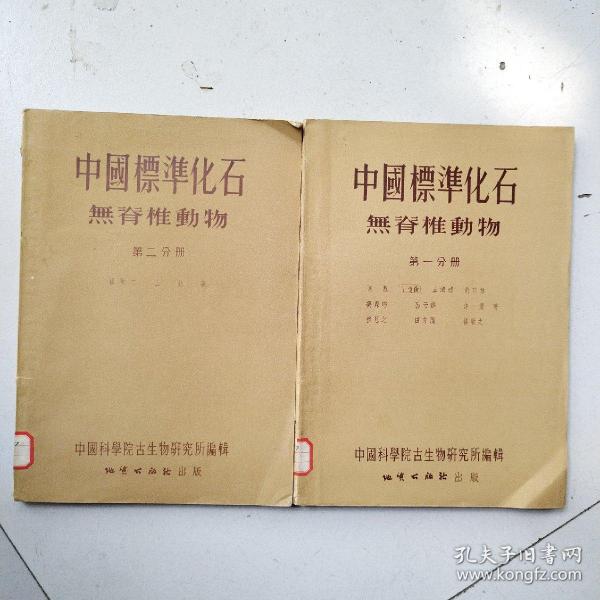 中國標準化石
無脊椎動物
第二分册
中國科學院古生物研究所編輯
地質出版社 出版
中國標準化石
無脊椎動物
第一分册
中國科學院古生物研究所編輯
地質出版社 出版
孔夫子旧书网
www.kongfz.com